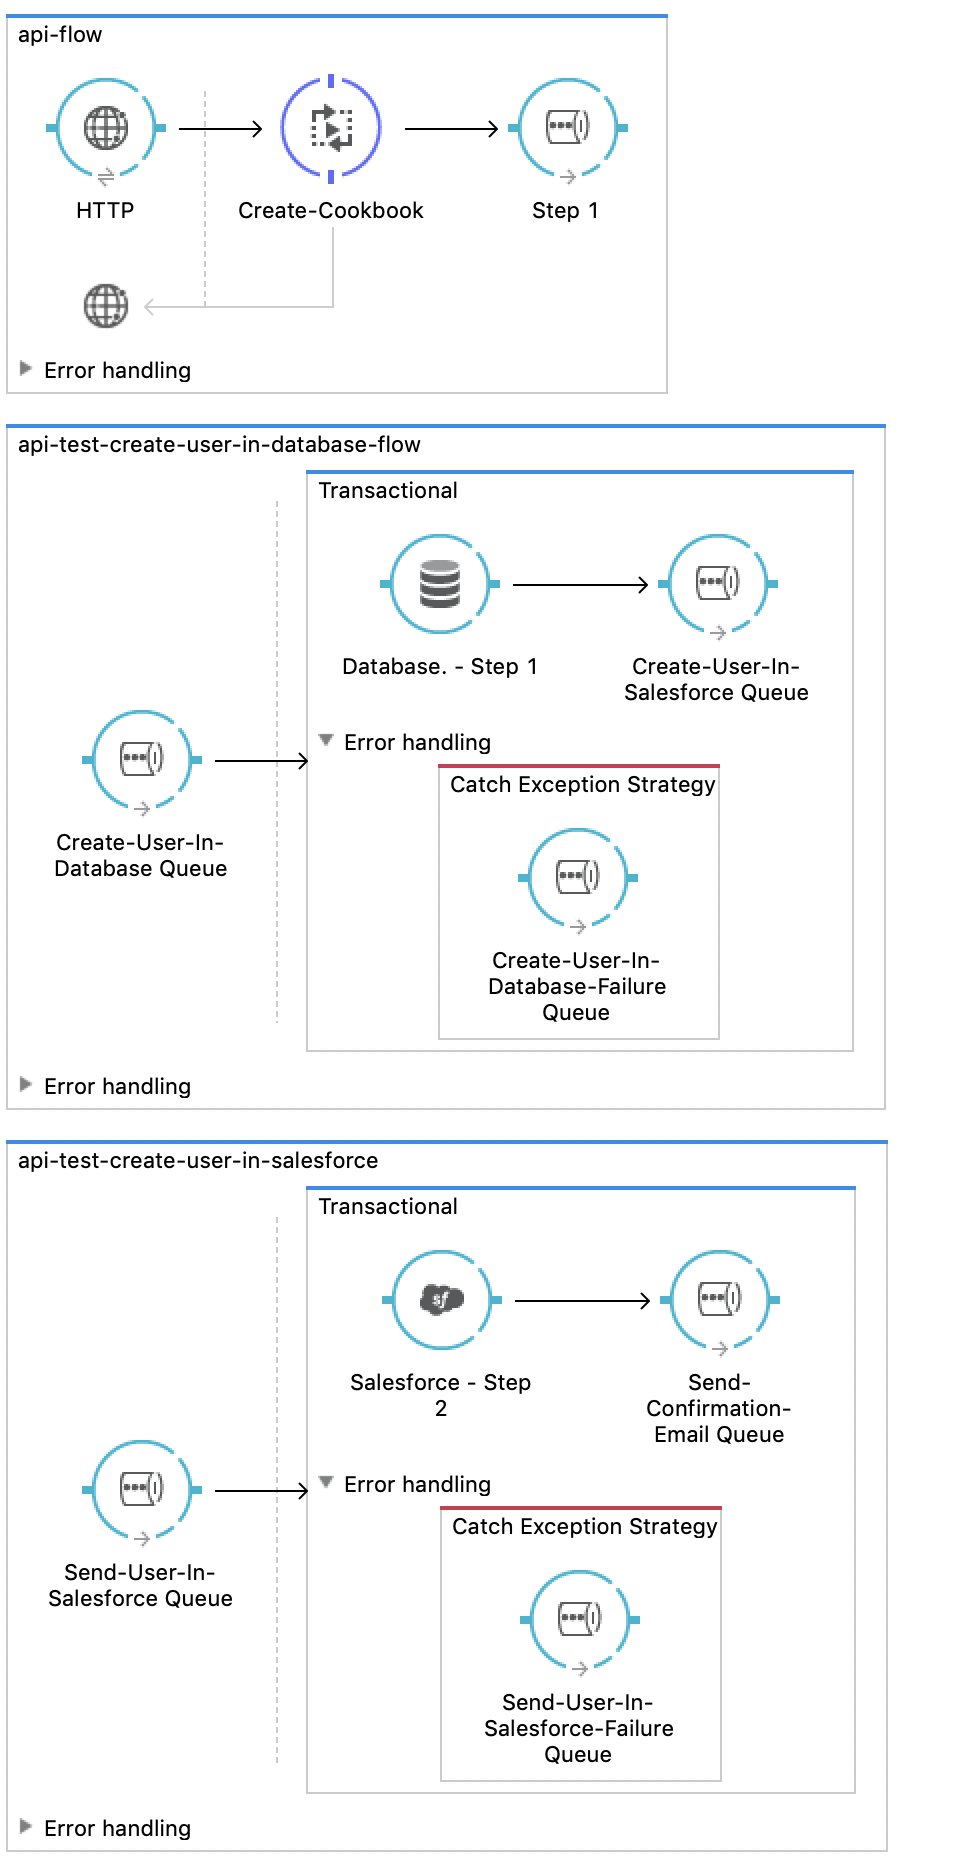 api-flow
HTTP
Create-Cookbook
Step 1
Error handling
api-test-create-user-in-database-flow
Transactional
Database. - Step 1
Create-User-In-
Salesforce Queue
Create-User-In-
Database Queue
Error handling
Catch Exception Strategy
Create-User-In-
Database-Failure
Queue
Error handling
api-test-create-user-in-salesforce
Transactional
sf
Salesforce - Step
2
Send-
Confirmation-
Email Queue
Send-User-In-
Salesforce Queue
Error handling
Catch Exception Strategy
Send-User-In-
Salesforce-Failure
Queue
Error handling